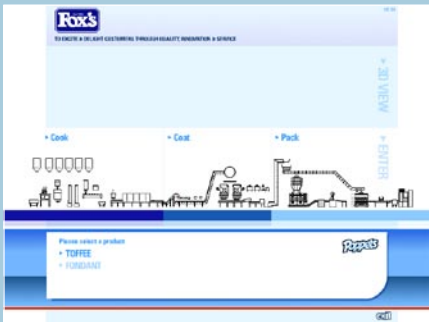 Fox's
TO EXCITE & DELIGHT CUSTOMERS THROUGH QUALITY, INNOVATION & SERVICE
3D VIEW
Cook
Coat
Pack
ENTER
Please select a product
Poppets
TOFFEE
FONDANT
exit